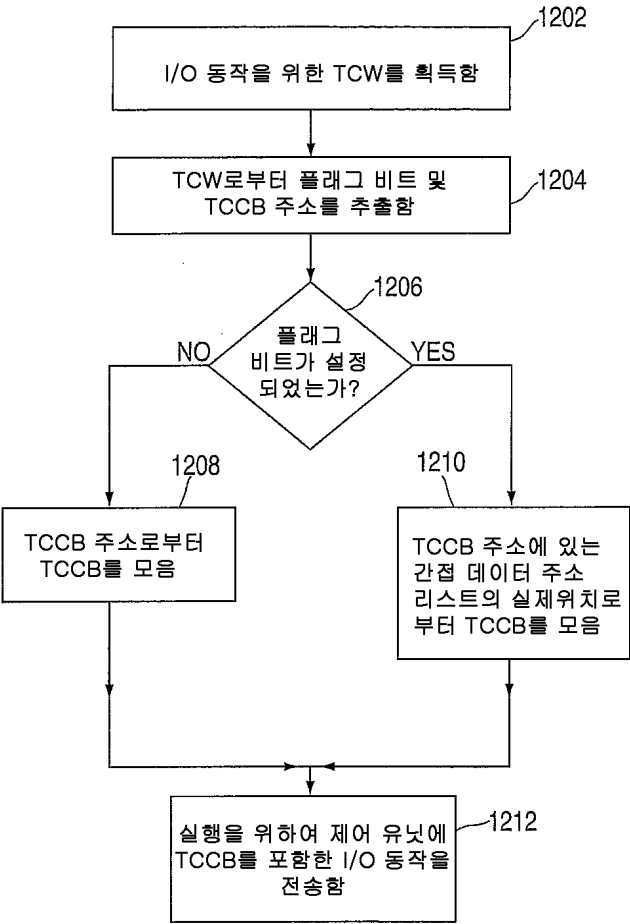 1202
I/O 동작을 위한 TCW를 획득함
TCW로부터 플래그 비트 및
TCCB 주소를 추출함
1204
1206
플래그
비트가 설정
되었는가?
NO
YES
1208
TCCB 주소로부터
TCCB를 모음
1210
TCCB 주소에 있는
간접 데이터 주소
리스트의 실제위치로
부터 TCCB를 모음
실행을 위하여 제어 유닛에
TCCB를 포함한 I/O 동작을
전송함
1212